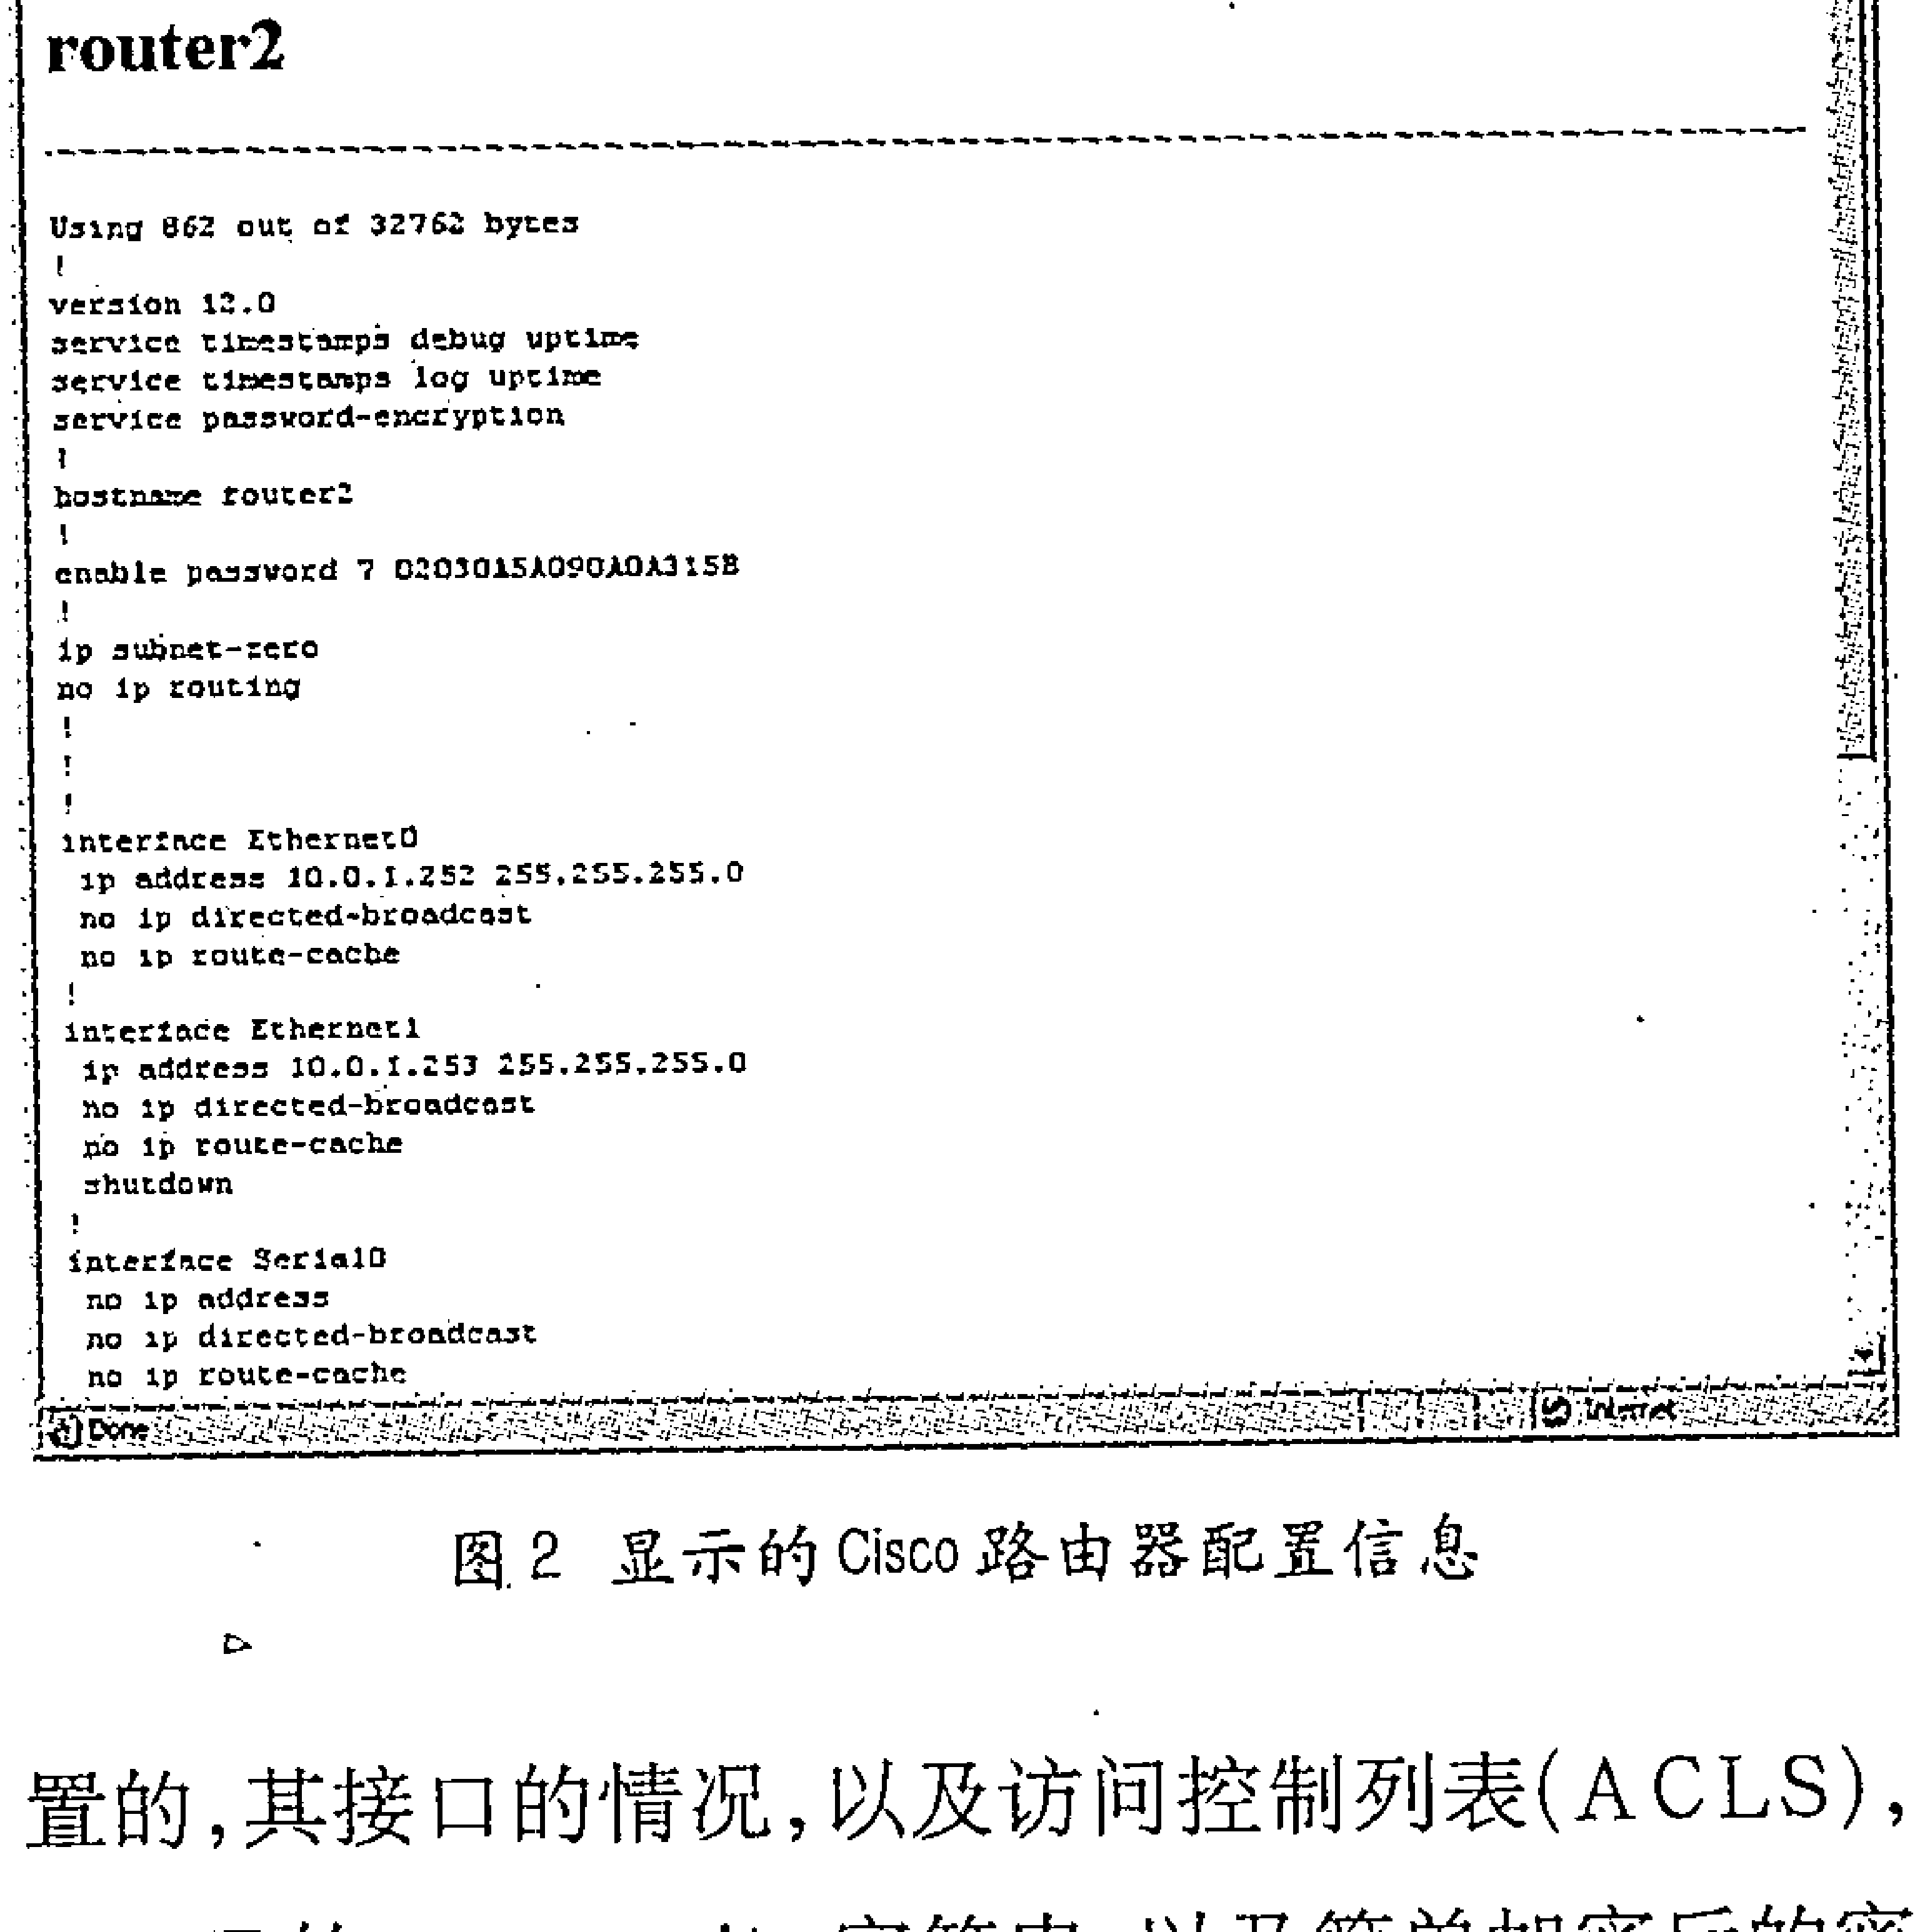 router2
Using 862 out of 32762 bytes
!
version 12.0
service timestamps debug uptime
service timestamps log uptime
service password-encryption
!
hostname router2
!
enable password 7 0203015A090A0A315B
!
ip subnet-zero
no ip routing
!
!
!
interface Ethernet0
ip address 10.0.1.252 255.255.255.0
no ip directed-broadcast
no ip route-cache
!
interface Ethernet1
ip address 10.0.1.253 255.255.255.0
no ip directed-broadcast
no ip route-cache
shutdown
!
interface Serial0
no ip address
no ip directed-broadcast
no ip route-cache
Done Internet
图 2 显示的 Cisco 路由器配置信息
置的,其接口的情况,以及访问控制列表(ACLS),